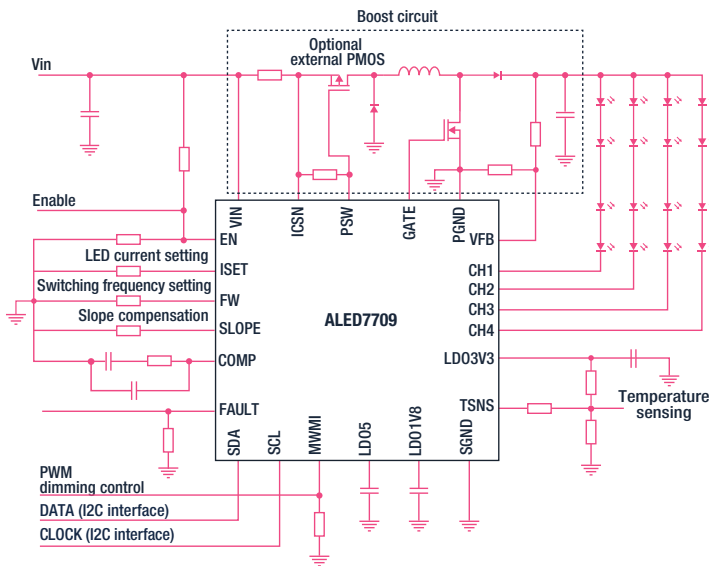 Boost circuit
Optional
external PMOS
Vin
Enable
VIN
ICSN
PSW
GATE
PGND
EN
VFB
LED current setting
ISET
CH1
Switching frequency setting
CH2
FW
CH3
Slope compensation
SLOPE
ALED7709
CH4
COMP
LDO3V3
FAULT
TSNS
Temperature
sensing
SDA
SCL
MWMI
LDO5
LDO1V8
SGND
PWM
dimming control
DATA (I2C interface)
CLOCK (I2C interface)